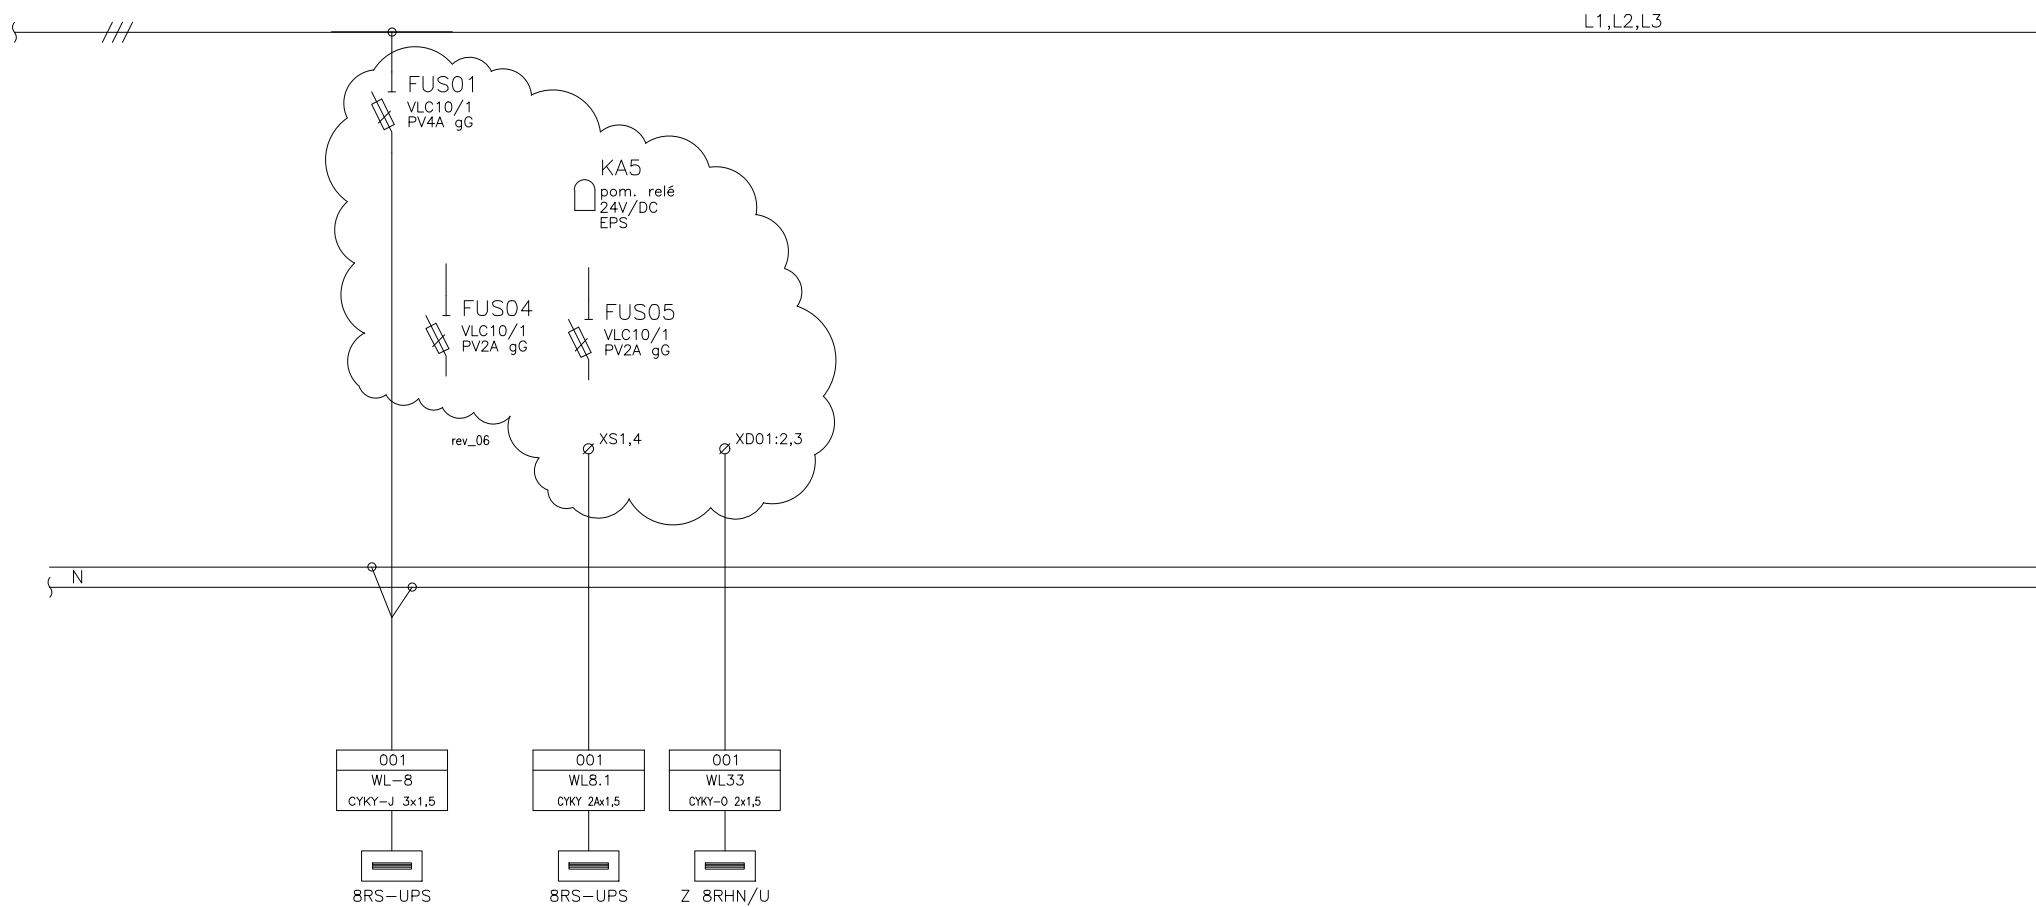 L1,L2,L3
FUS01
VLC10/1
PV4A gG
KA5
pom. relé
24V/DC
EPS
FUS04
VLC10/1
PV2A gG
FUS05
VLC10/1
PV2A gG
rev_06
XS1,4
XD01:2,3
N
001
WL-8
CYKY-J 3x1,5
8RS-UPS
001
WL8.1
CYKY 2Ax1,5
8RS-UPS
001
WL33
CYKY-O 2x1,5
Z 8RHN/U